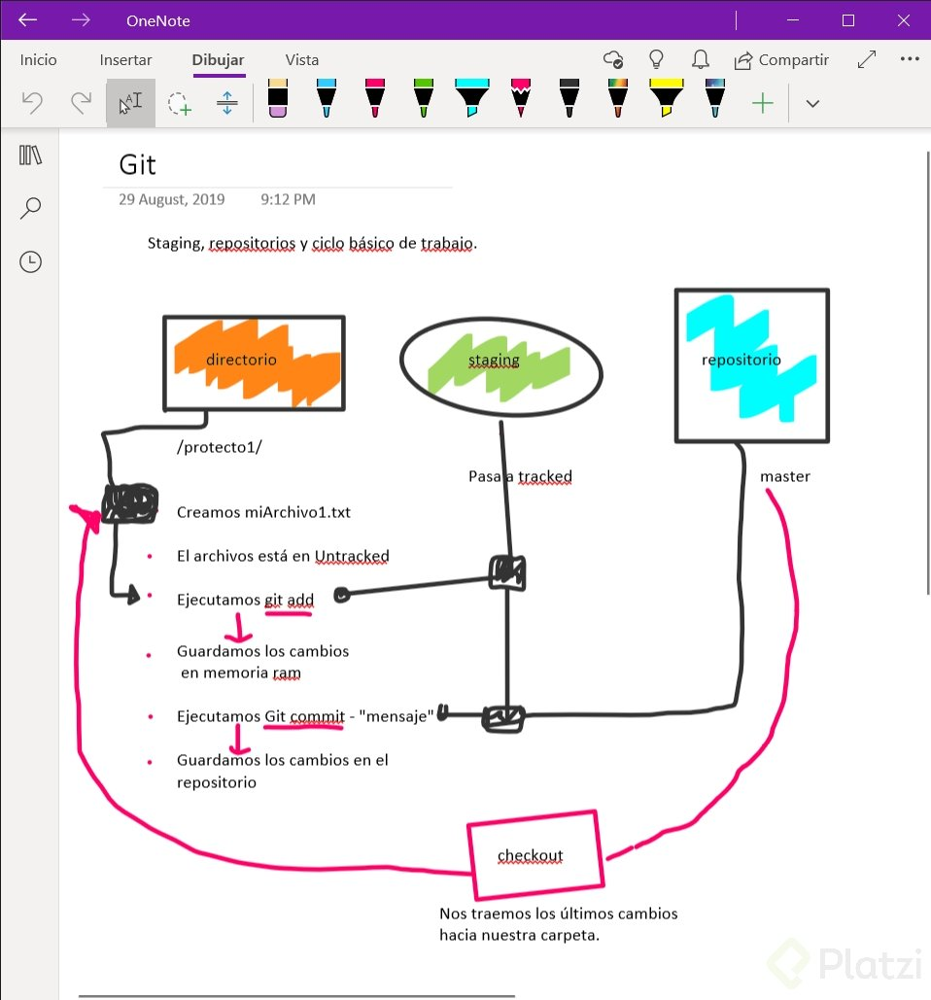 OneNote
Inicio
Insertar
Dibujar
Vista
Compartir
AI
Git
29 August, 2019
9:12 PM
Staging, repositorios y ciclo básico de trabajo.
directorio
staging
repositorio
/protecto1/
Pasa a tracked
master
Creamos miArchivo1.txt
El archivos está en Untracked
Ejecutamos git add
Guardamos los cambios
en memoria ram
Ejecutamos Git commit - "mensaje"
Guardamos los cambios en el
repositorio
checkout
Nos traemos los últimos cambios
hacia nuestra carpeta.
Platzi